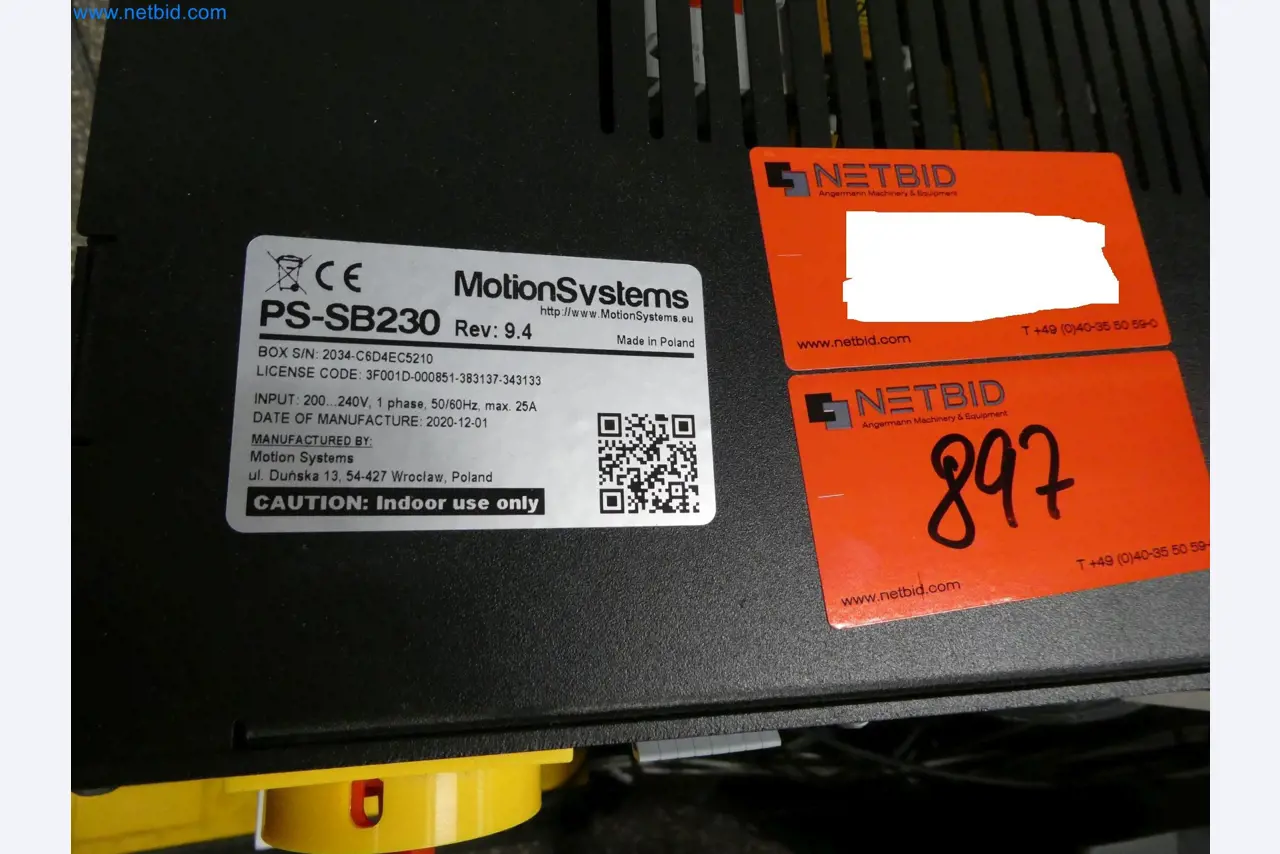 www.netbid.com
CE
MotionSystems
http://www.MotionSystems.eu
PS-SB230 Rev: 9.4
Made in Poland
BOX S/N: 2034-C6D4EC5210
LICENSE CODE: 3F001D-000851-383137-343133
INPUT: 200...240V, 1 phase, 50/60Hz, max. 25A
DATE OF MANUFACTURE: 2020-12-01
MANUFACTURED BY:
Motion Systems
ul. Duńska 13, 54-427 Wrocław, Poland
CAUTION: Indoor use only
NETBID
Angermann Machinery & Equipment
www.netbid.com
T +49 (0)40-35 50 59-0
NETBID
Angermann Machinery & Equipment
897
www.netbid.com
T +49 (0)40-35 50 59-